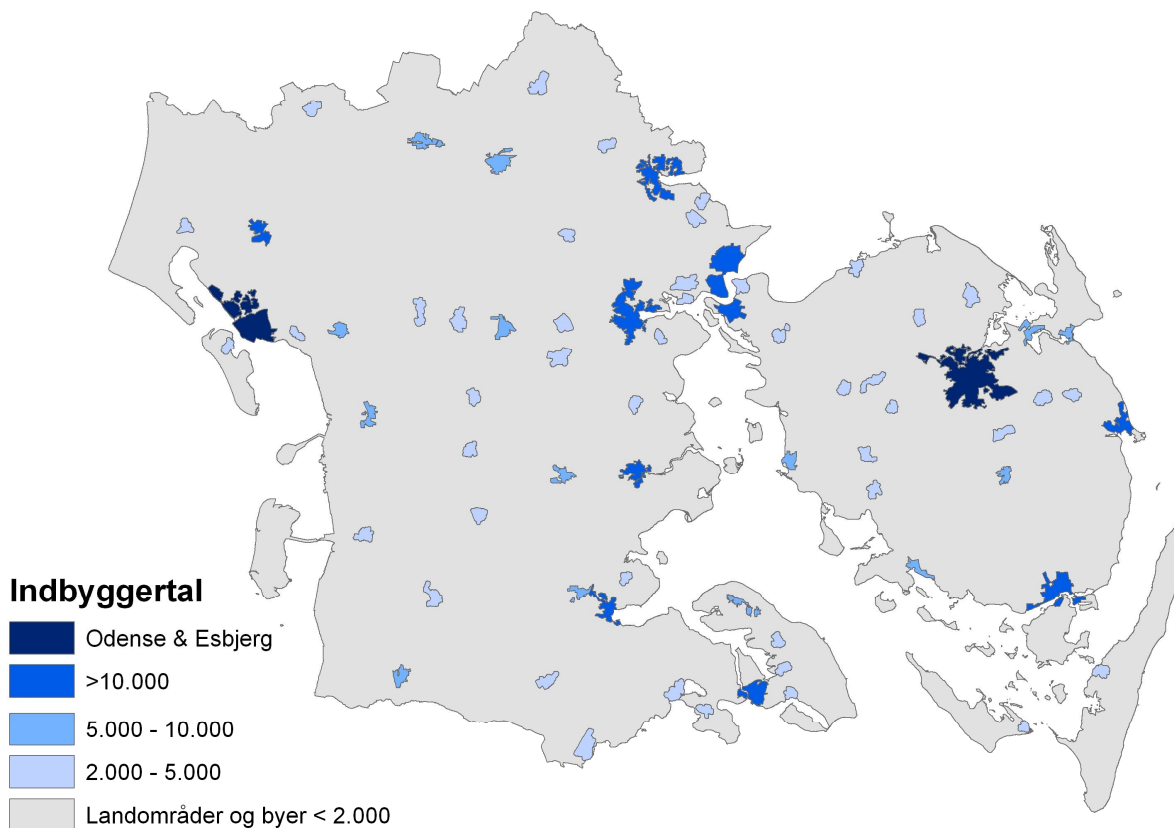 Indbyggertal
Odense & Esbjerg
>10.000
5.000 - 10.000
2.000 - 5.000
Landområder og byer < 2.000